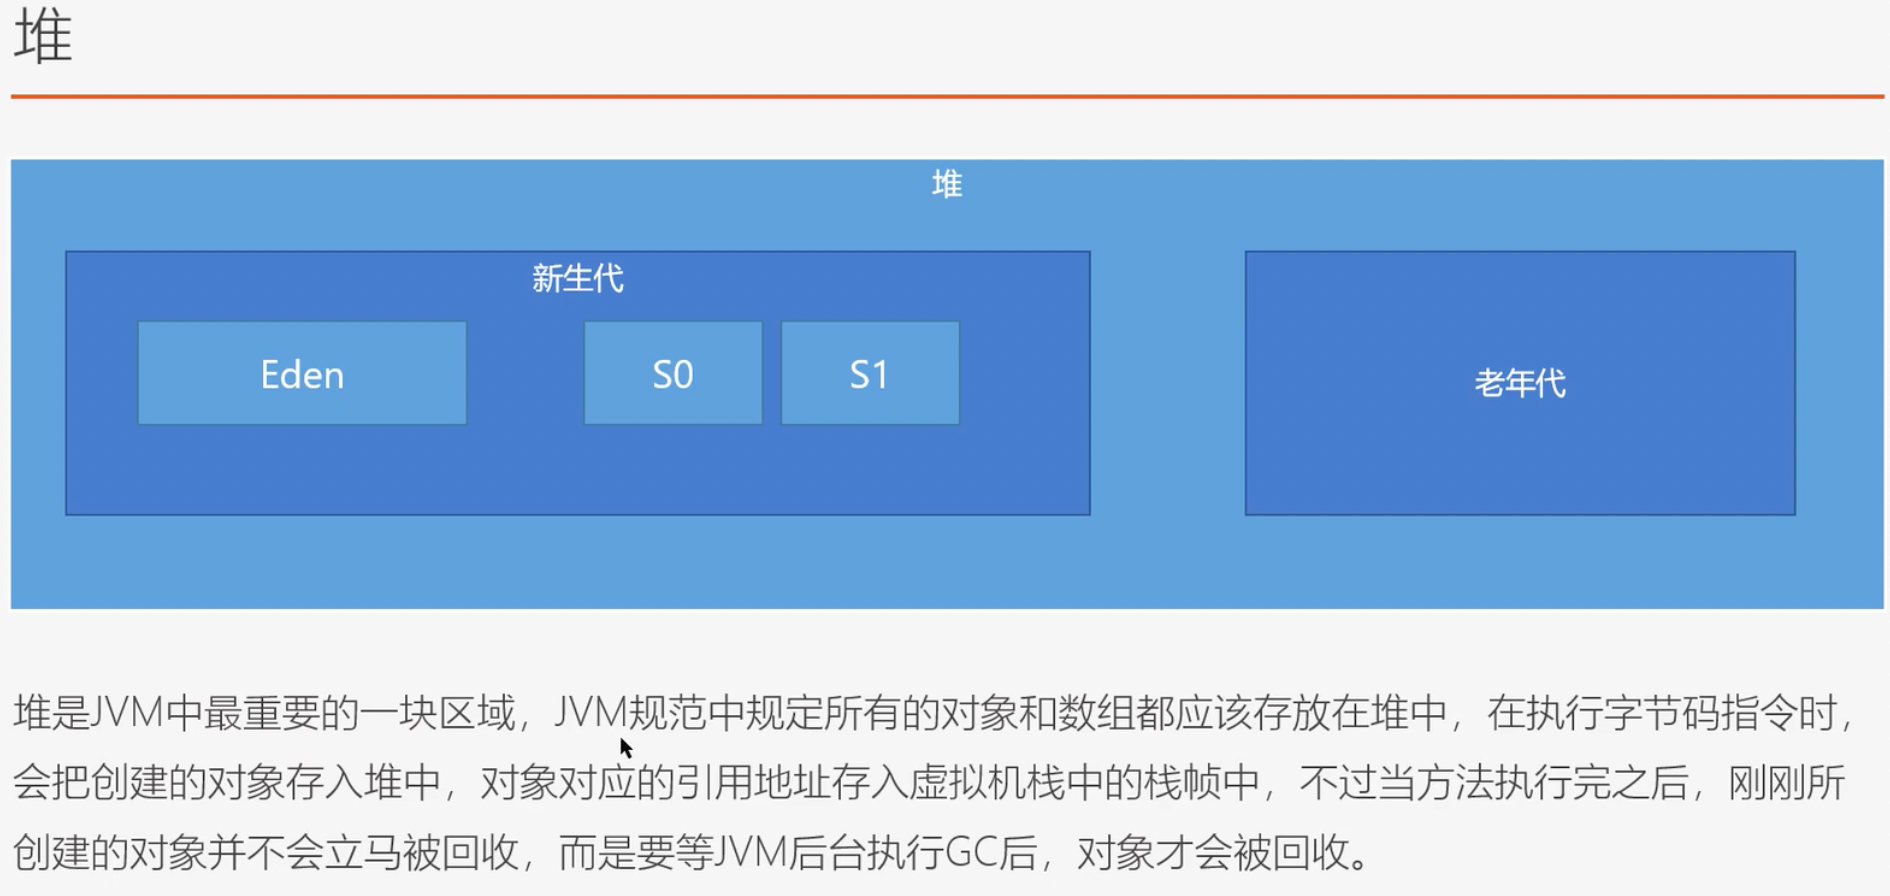 堆
堆
新生代
Eden
S0
S1
老年代
堆是JVM中最重要的一块区域，JVM规范中规定所有的对象和数组都应该存放在堆中，在执行字节码指令时，
会把创建的对象存入堆中，对象对应的引用地址存入虚拟机栈中的栈帧中，不过当方法执行完之后，刚刚所
创建的对象并不会立马被回收，而是要等JVM后台执行GC后，对象才会被回收。